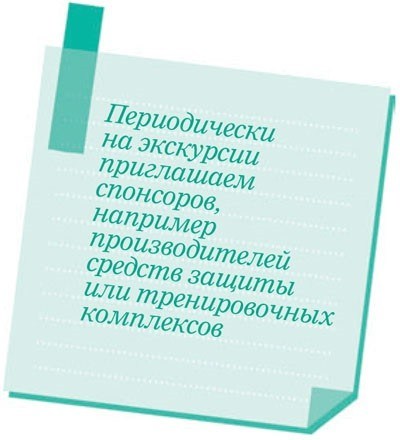 Периодически
на экскурсии
приглашаем
спонсоров,
например
производителей
средств защиты
или тренировочных
комплексов